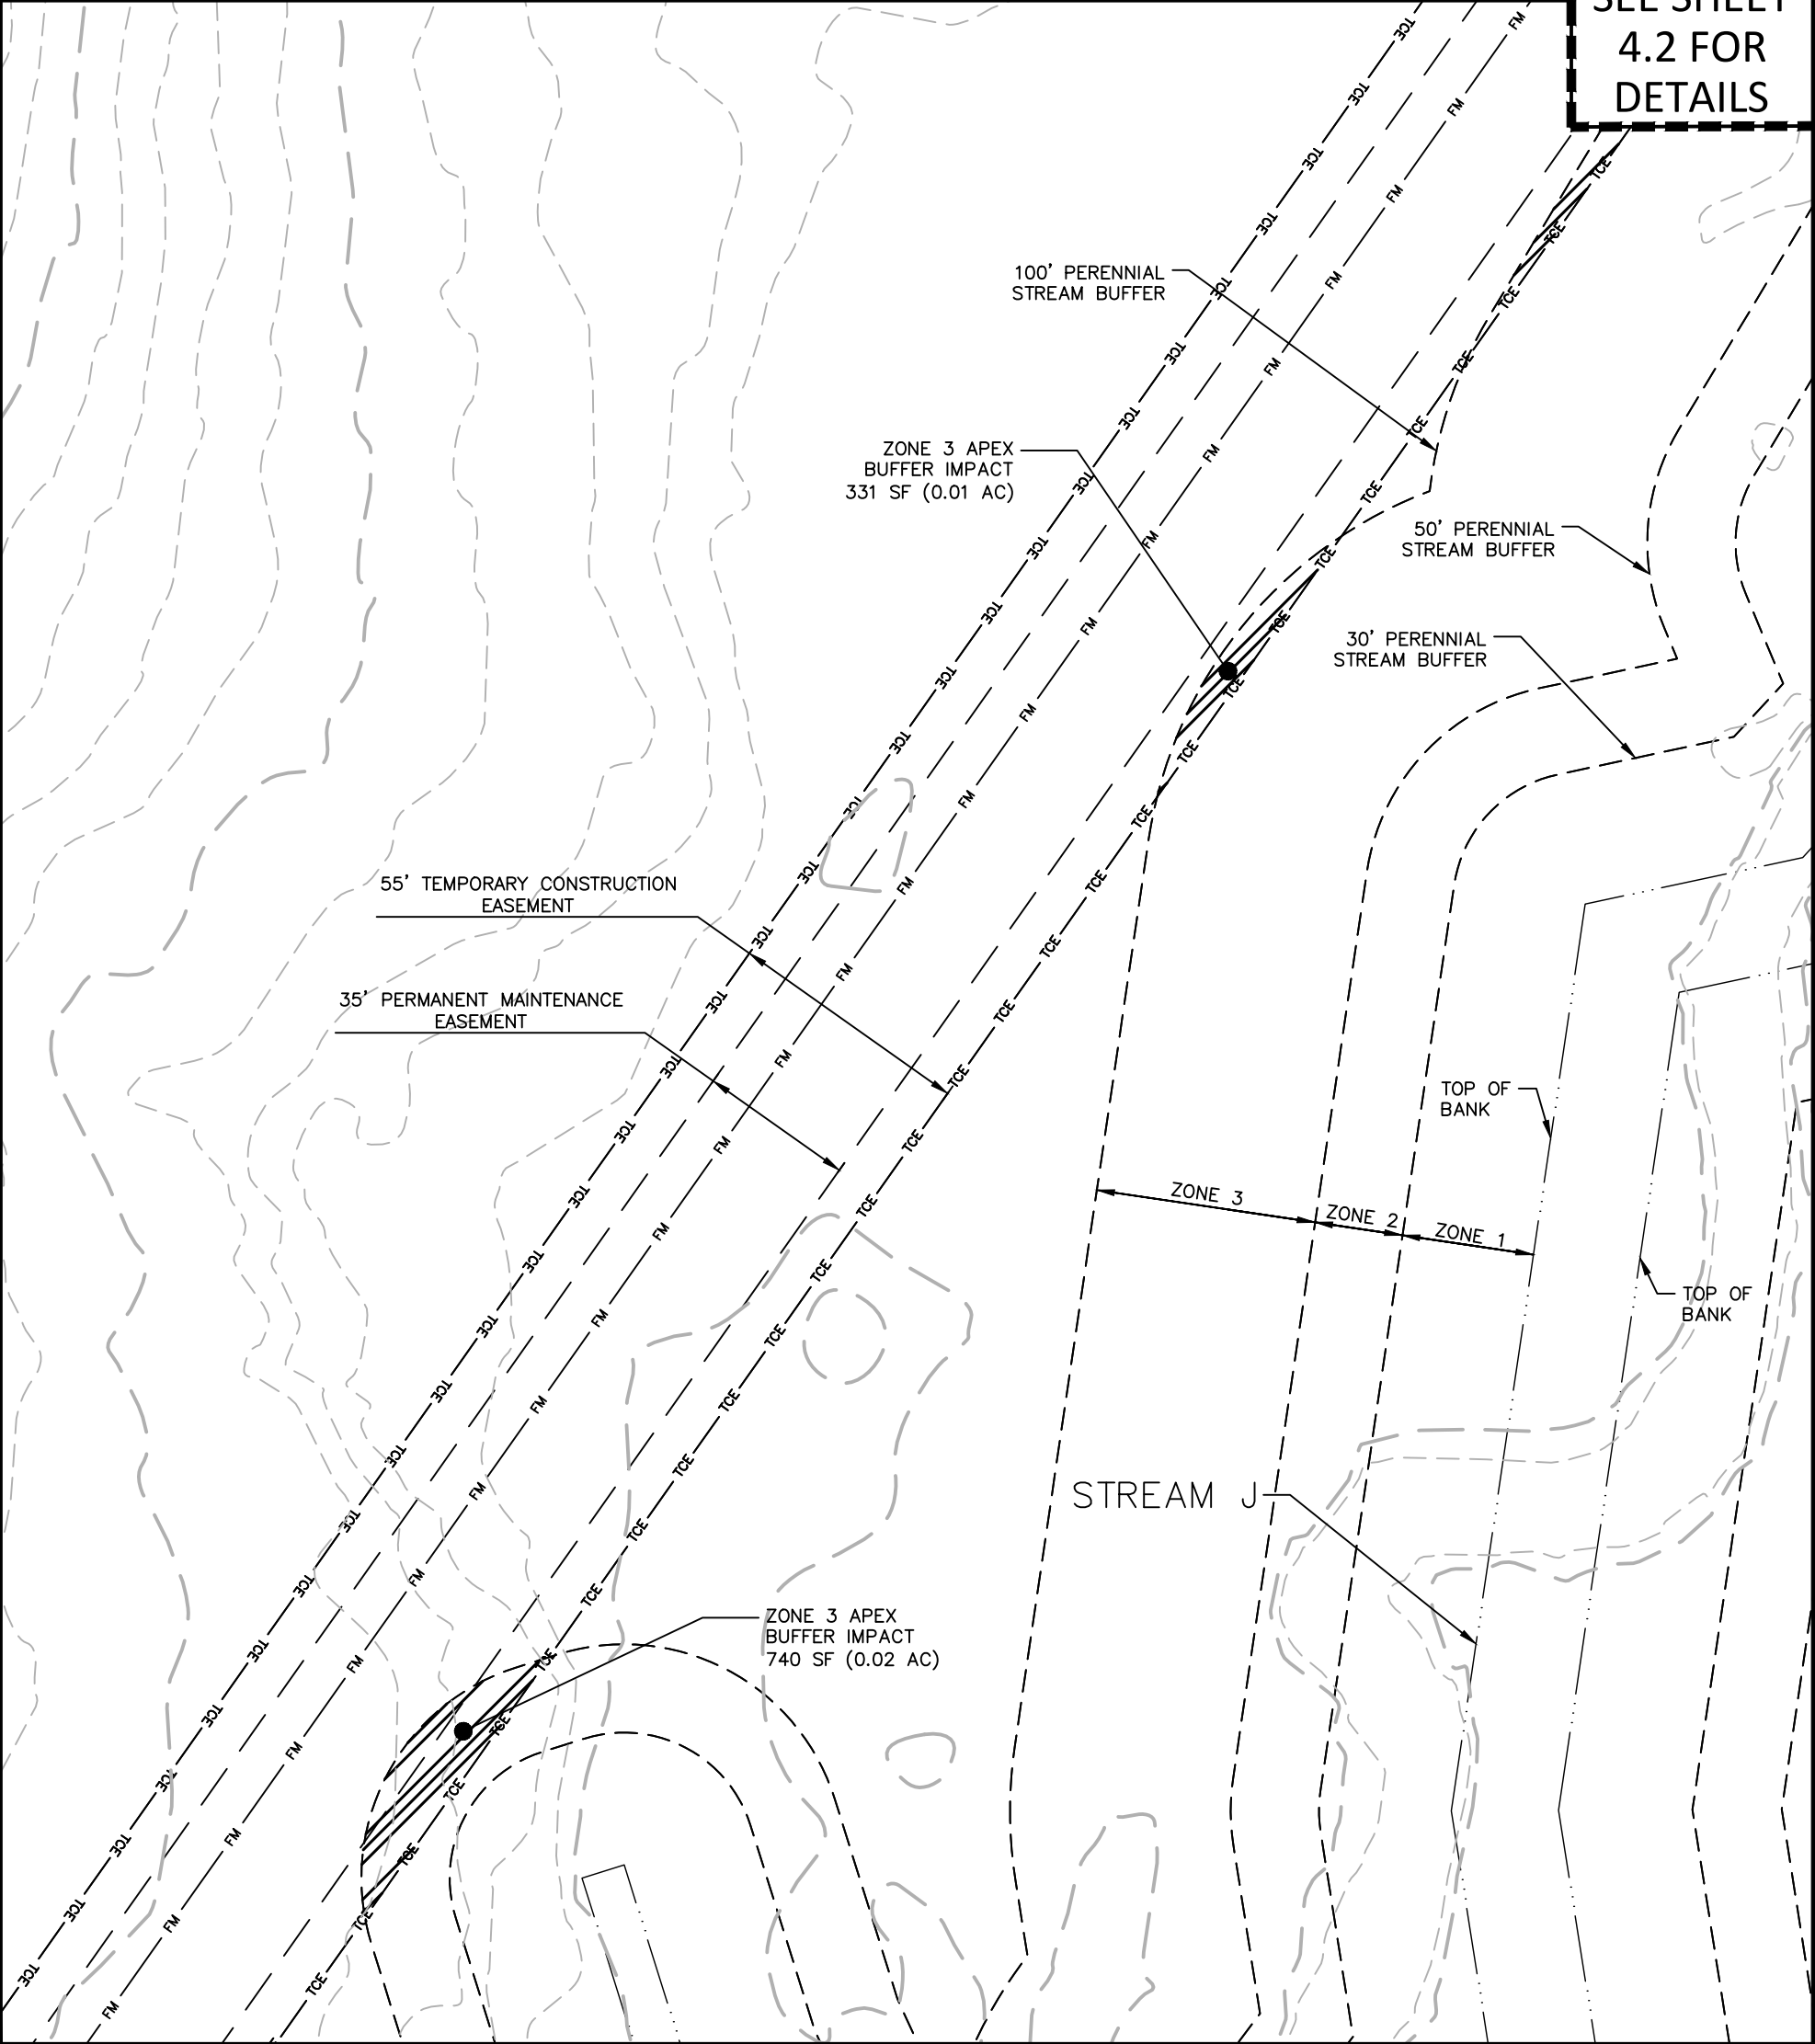 SEE SHEET
4.2 FOR
DETAILS
100' PERENNIAL
STREAM BUFFER
ZONE 3 APEX
BUFFER IMPACT
331 SF (0.01 AC)
50' PERENNIAL
STREAM BUFFER
30' PERENNIAL
STREAM BUFFER
55' TEMPORARY CONSTRUCTION
EASEMENT
35' PERMANENT MAINTENANCE
EASEMENT
TOP OF
BANK
ZONE 3
ZONE 2
ZONE 1
TOP OF
BANK
STREAM J
ZONE 3 APEX
BUFFER IMPACT
740 SF (0.02 AC)
TCE
FM
TCE